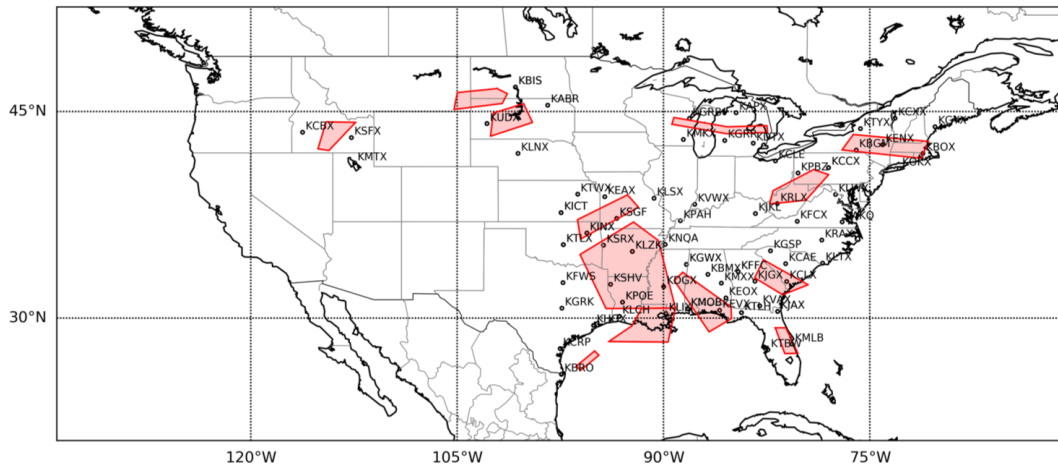 KBIS
KABR
KUDX
KCXX
KAPX
KGRB
45°N
KTYX
KGYX
KCBX
KSFX
KMKX
KGRR
KDTX
KENX
KBGM
KBOX
KOKX
KLNX
KMTX
KCLE
KCCX
KPBZ
KTWX
KEAX
KLSX
KVWX
KRLX
KICT
KSGF
KPAH
KJKL
KFCX
KINX
KRAX
KTLX
KSRX
KLZK
KNQA
KGSP
KGWX
KFFC
KCAE
KLTX
KBMX
KMXX
KJGX
KCLX
KFWS
KSHV
KDGX
KEOX
KGRK
KPOE
KLCH
KLIX
KMOB
KEVX
KTLH
KVAX
KJAX
30°N
KCRP
KTBW
KMLB
KBRO
120°W
105°W
90°W
75°W